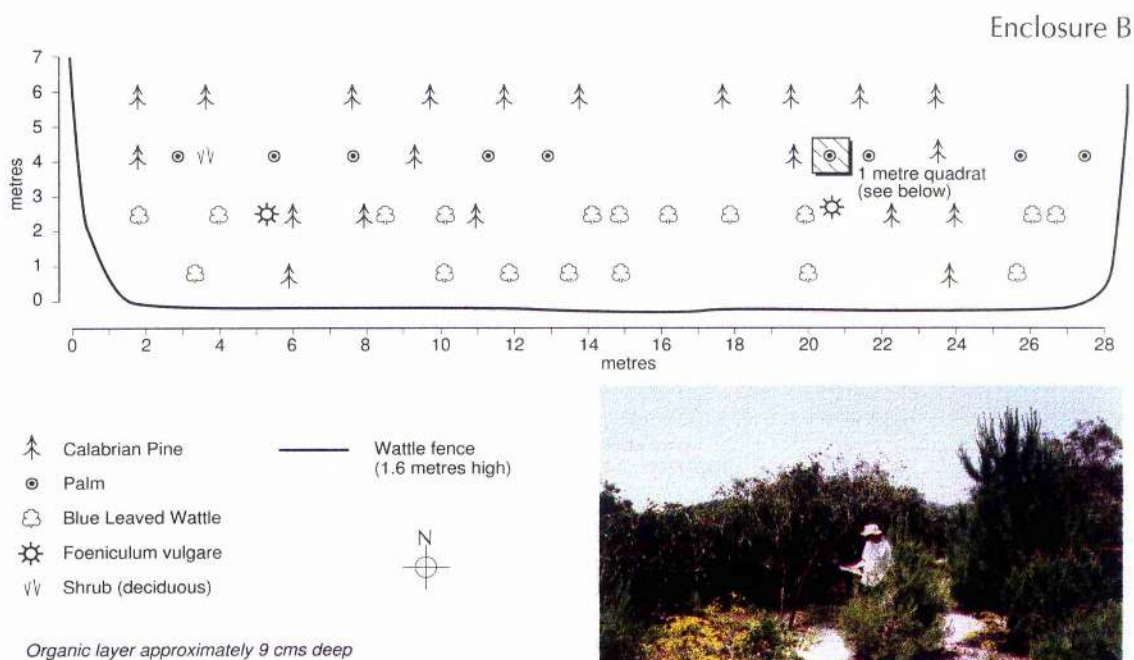 Enclosure B
7
6
5
4
3
2
1
0
metres
1 metre quadrat
(see below)
0 2 4 6 8 10 12 14 16 18 20 22 24 26 28
metres
Calabrian Pine
Palm
Blue Leaved Wattle
Foeniculum vulgare
Shrub (deciduous)
Wattle fence
(1.6 metres high)
N
Organic layer approximately 9 cms deep